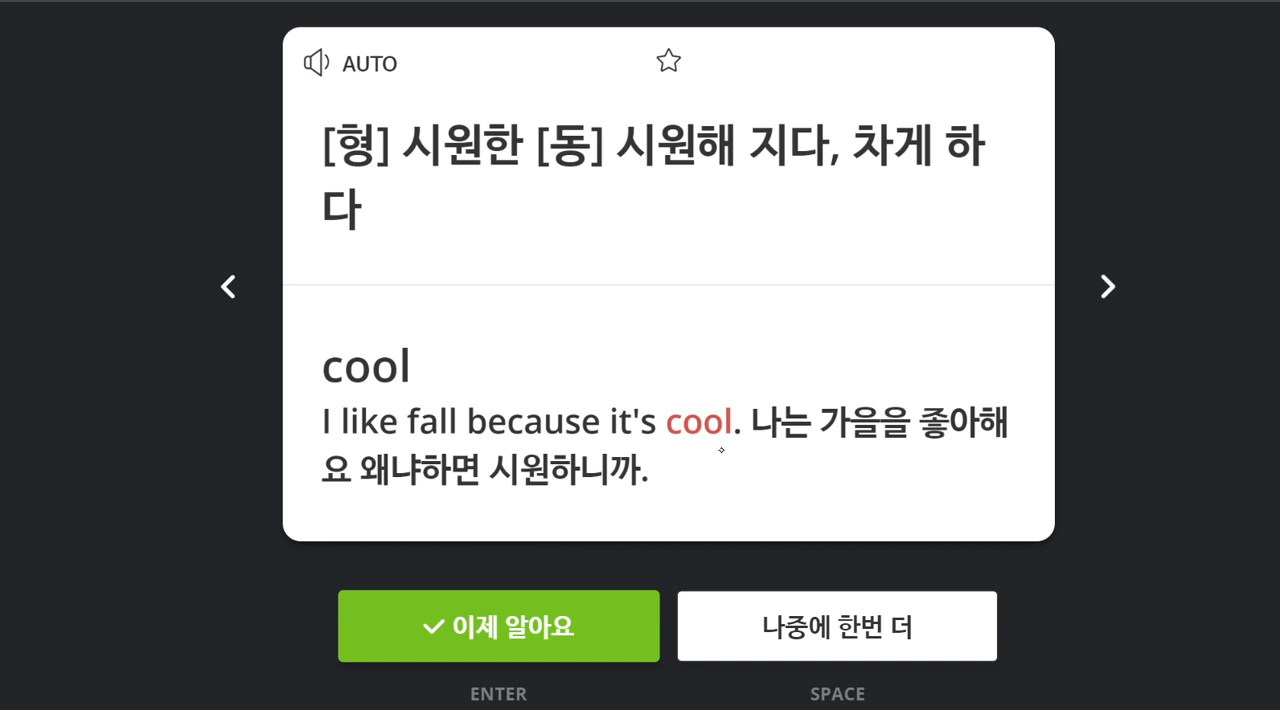 AUTO
[형] 시원한 [동] 시원해 지다, 차게 하
다
cool
I like fall because it's cool. 나는 가을을 좋아해
요 왜냐하면 시원하니까.
이제 알아요
나중에 한번 더
ENTER
SPACE